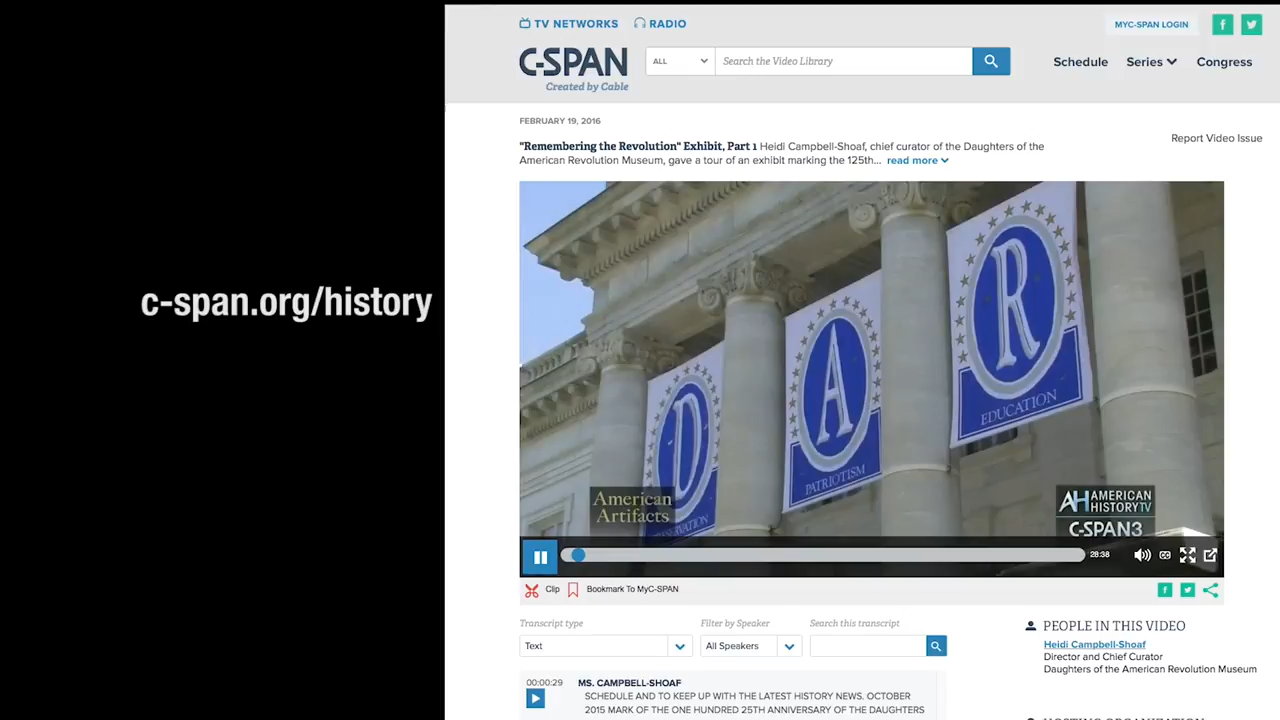 c-span.org/history
TV NETWORKS
RADIO
MYC-SPAN LOGIN
C-SPAN
Created by Cable
ALL
Search the Video Library
Schedule
Series
Congress
FEBRUARY 19, 2016
Report Video Issue
"Remembering the Revolution" Exhibit, Part 1 Heidi Campbell-Shoaf, chief curator of the Daughters of the
American Revolution Museum, gave a tour of an exhibit marking the 125th... read more
D
A
R
EDUCATION
PATRIOTISM
American
Artifacts
AH AMERICAN
HISTORYTV
C-SPAN3
28:38
CC
Clip
Bookmark To MyC-SPAN
Transcript type
Filter by Speaker
Search this transcript
Text
All Speakers
PEOPLE IN THIS VIDEO
Heidi Campbell-Shoaf
Director and Chief Curator
Daughters of the American Revolution Museum
00:00:29
MS. CAMPBELL-SHOAF
SCHEDULE AND TO KEEP UP WITH THE LATEST HISTORY NEWS. OCTOBER
2015 MARK OF THE ONE HUNDRED 25TH ANNIVERSARY OF THE DAUGHTERS